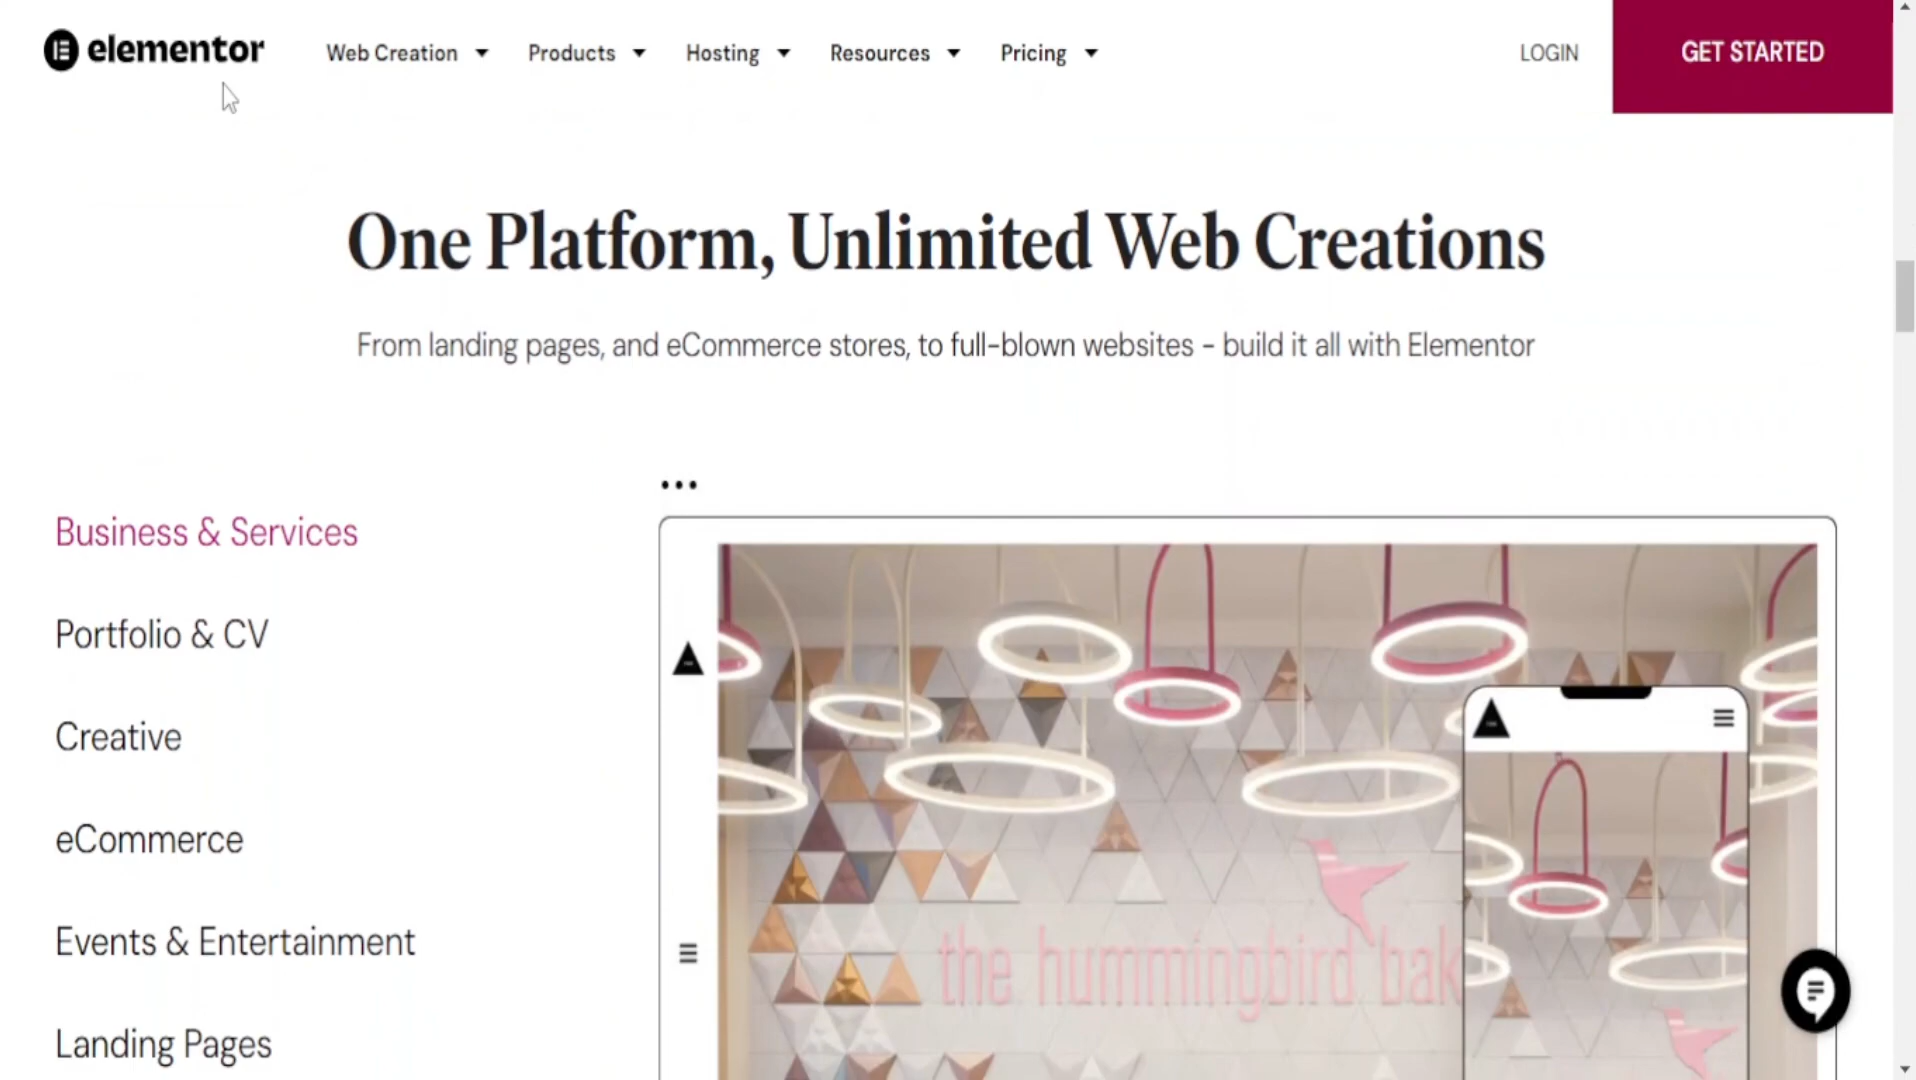 elementor
Web Creation
Products
Hosting
Resources
Pricing
LOGIN
GET STARTED
One Platform, Unlimited Web Creations
From landing pages, and eCommerce stores, to full-blown websites - build it all with Elementor
Business & Services
Portfolio & CV
Creative
eCommerce
Events & Entertainment
Landing Pages
the hummingbird bak